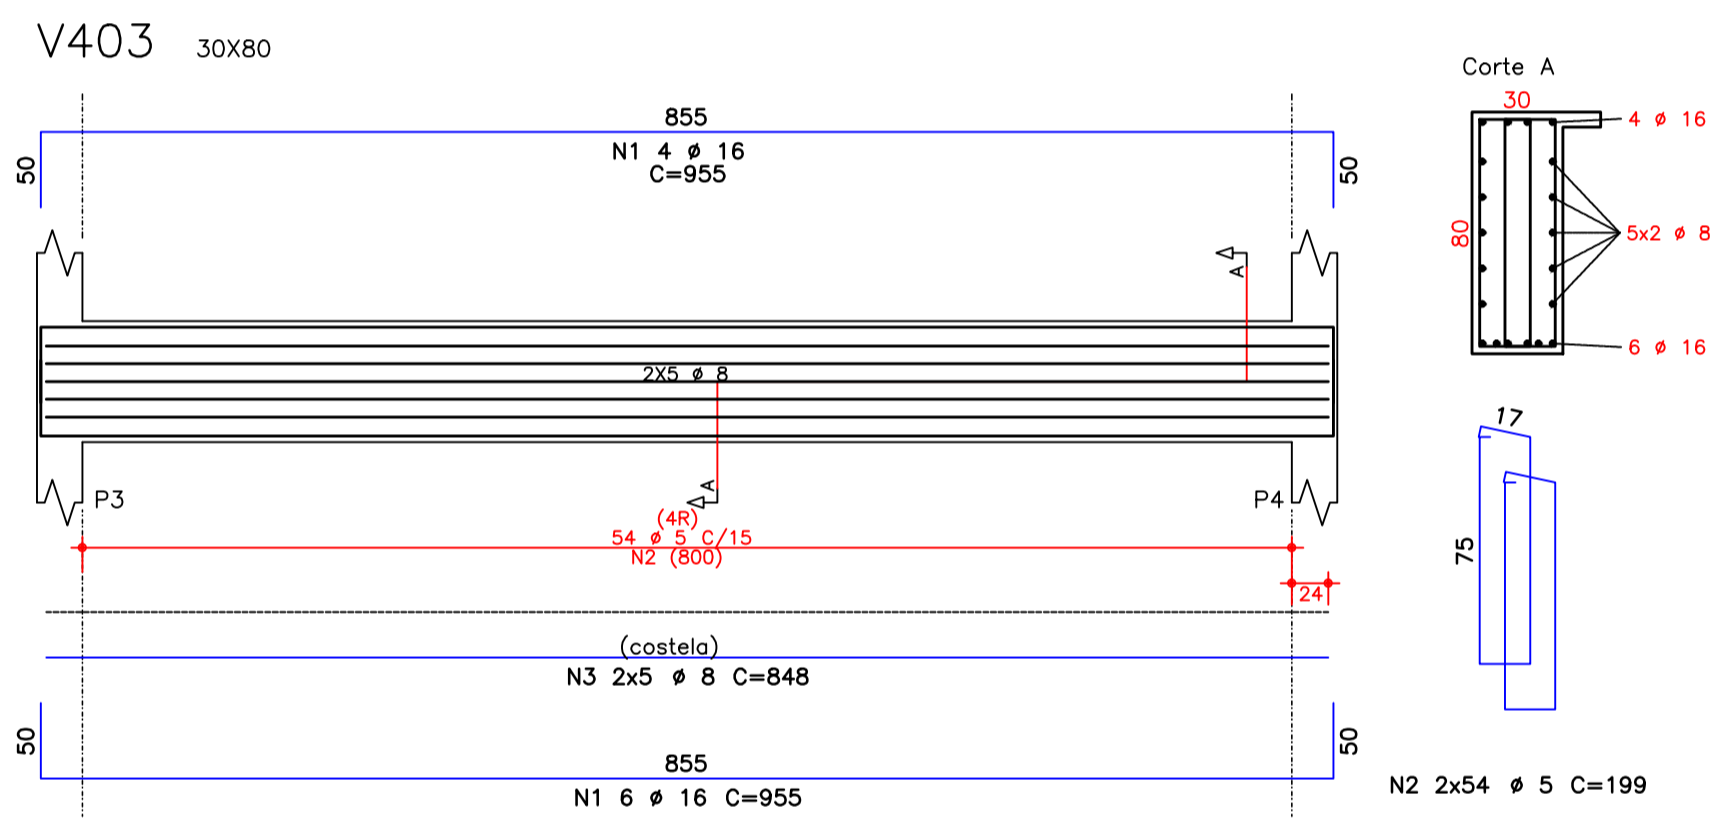 V403 30X80
855
N1 4 ø 16
C=955
50
50
A
2X5 ø 8
A
P3
P4
(4R)
54 ø 5 C/15
N2 (800)
24
(costela)
N3 2x5 ø 8 C=848
50
50
855
N1 6 ø 16 C=955
Corte A
30
4 ø 16
80
5x2 ø 8
6 ø 16
17
75
N2 2x54 ø 5 C=199